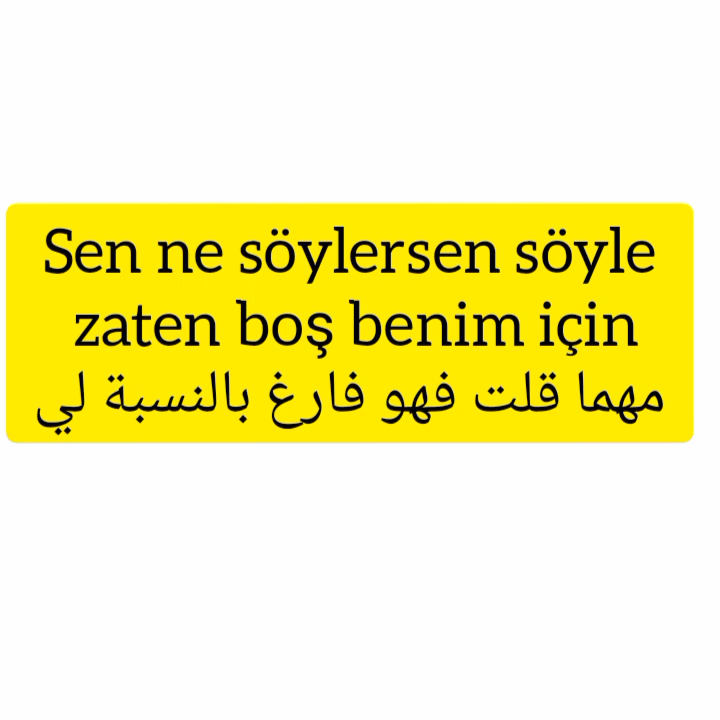 Sen ne söylersen söyle
zaten boş benim için
مهما قلت فهو فارغ بالنسبة لي